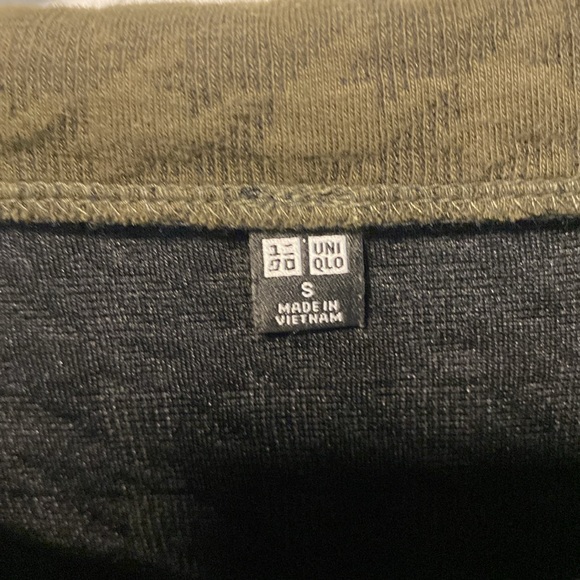 ユニ UNI
クロ QLO
S
MADE IN
VIETNAM